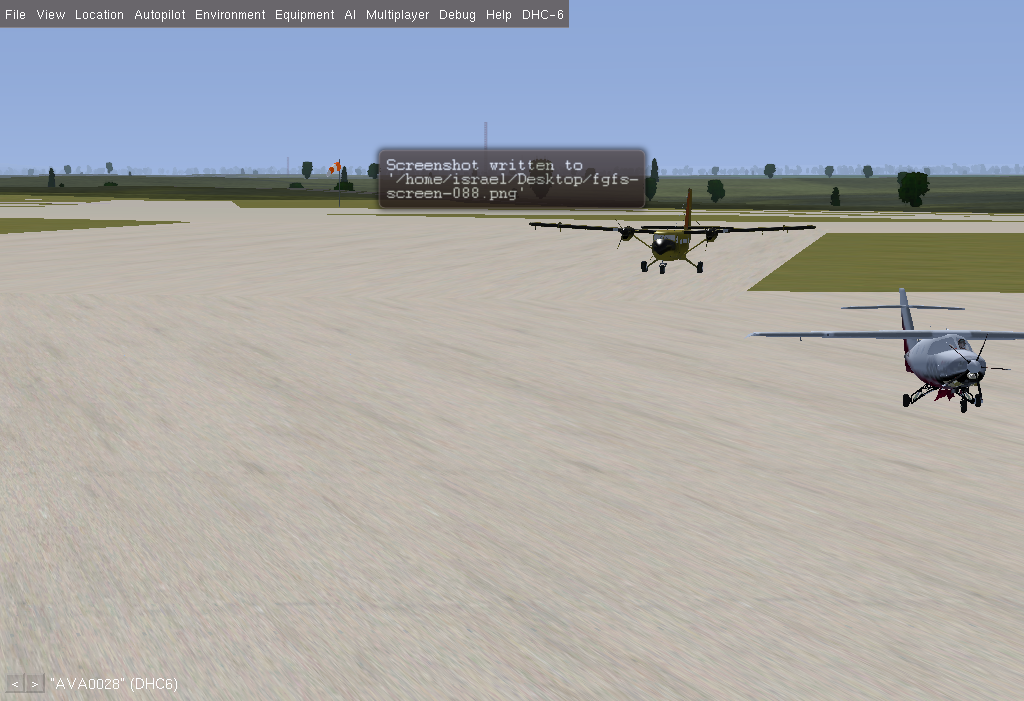 File View Location Autopilot Environment Equipment AI Multiplayer Debug Help DHC-6
Screenshot written to
'/home/israel/Desktop/fgfs-
screen-088.png'
< > "AVA0028" (DHC6)